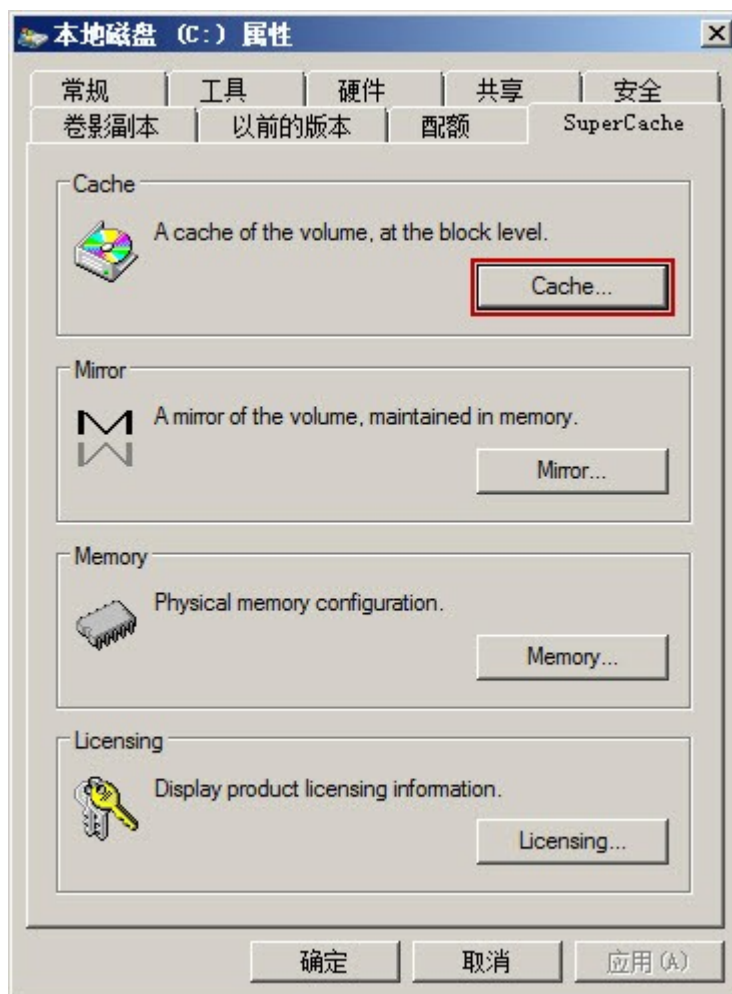 本地磁盘 (C:) 属性
常规 工具 硬件 共享 安全
卷影副本 以前的版本 配额 SuperCache
Cache
A cache of the volume, at the block level.
Cache...
Mirror
A mirror of the volume, maintained in memory.
Mirror...
Memory
Physical memory configuration.
Memory...
Licensing
Display product licensing information.
Licensing...
确定 取消 应用(A)